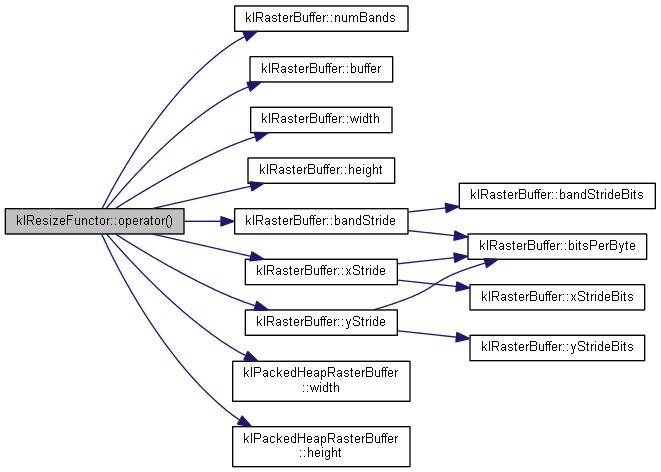 klRasterBuffer::numBands
klRasterBuffer::buffer
klRasterBuffer::width
klRasterBuffer::height
klResizeFunctor::operator()
klRasterBuffer::bandStride
klRasterBuffer::bandStrideBits
klRasterBuffer::bitsPerByte
klRasterBuffer::xStride
klRasterBuffer::xStrideBits
klRasterBuffer::yStride
klRasterBuffer::yStrideBits
klPackedHeapRasterBuffer
::width
klPackedHeapRasterBuffer
::height